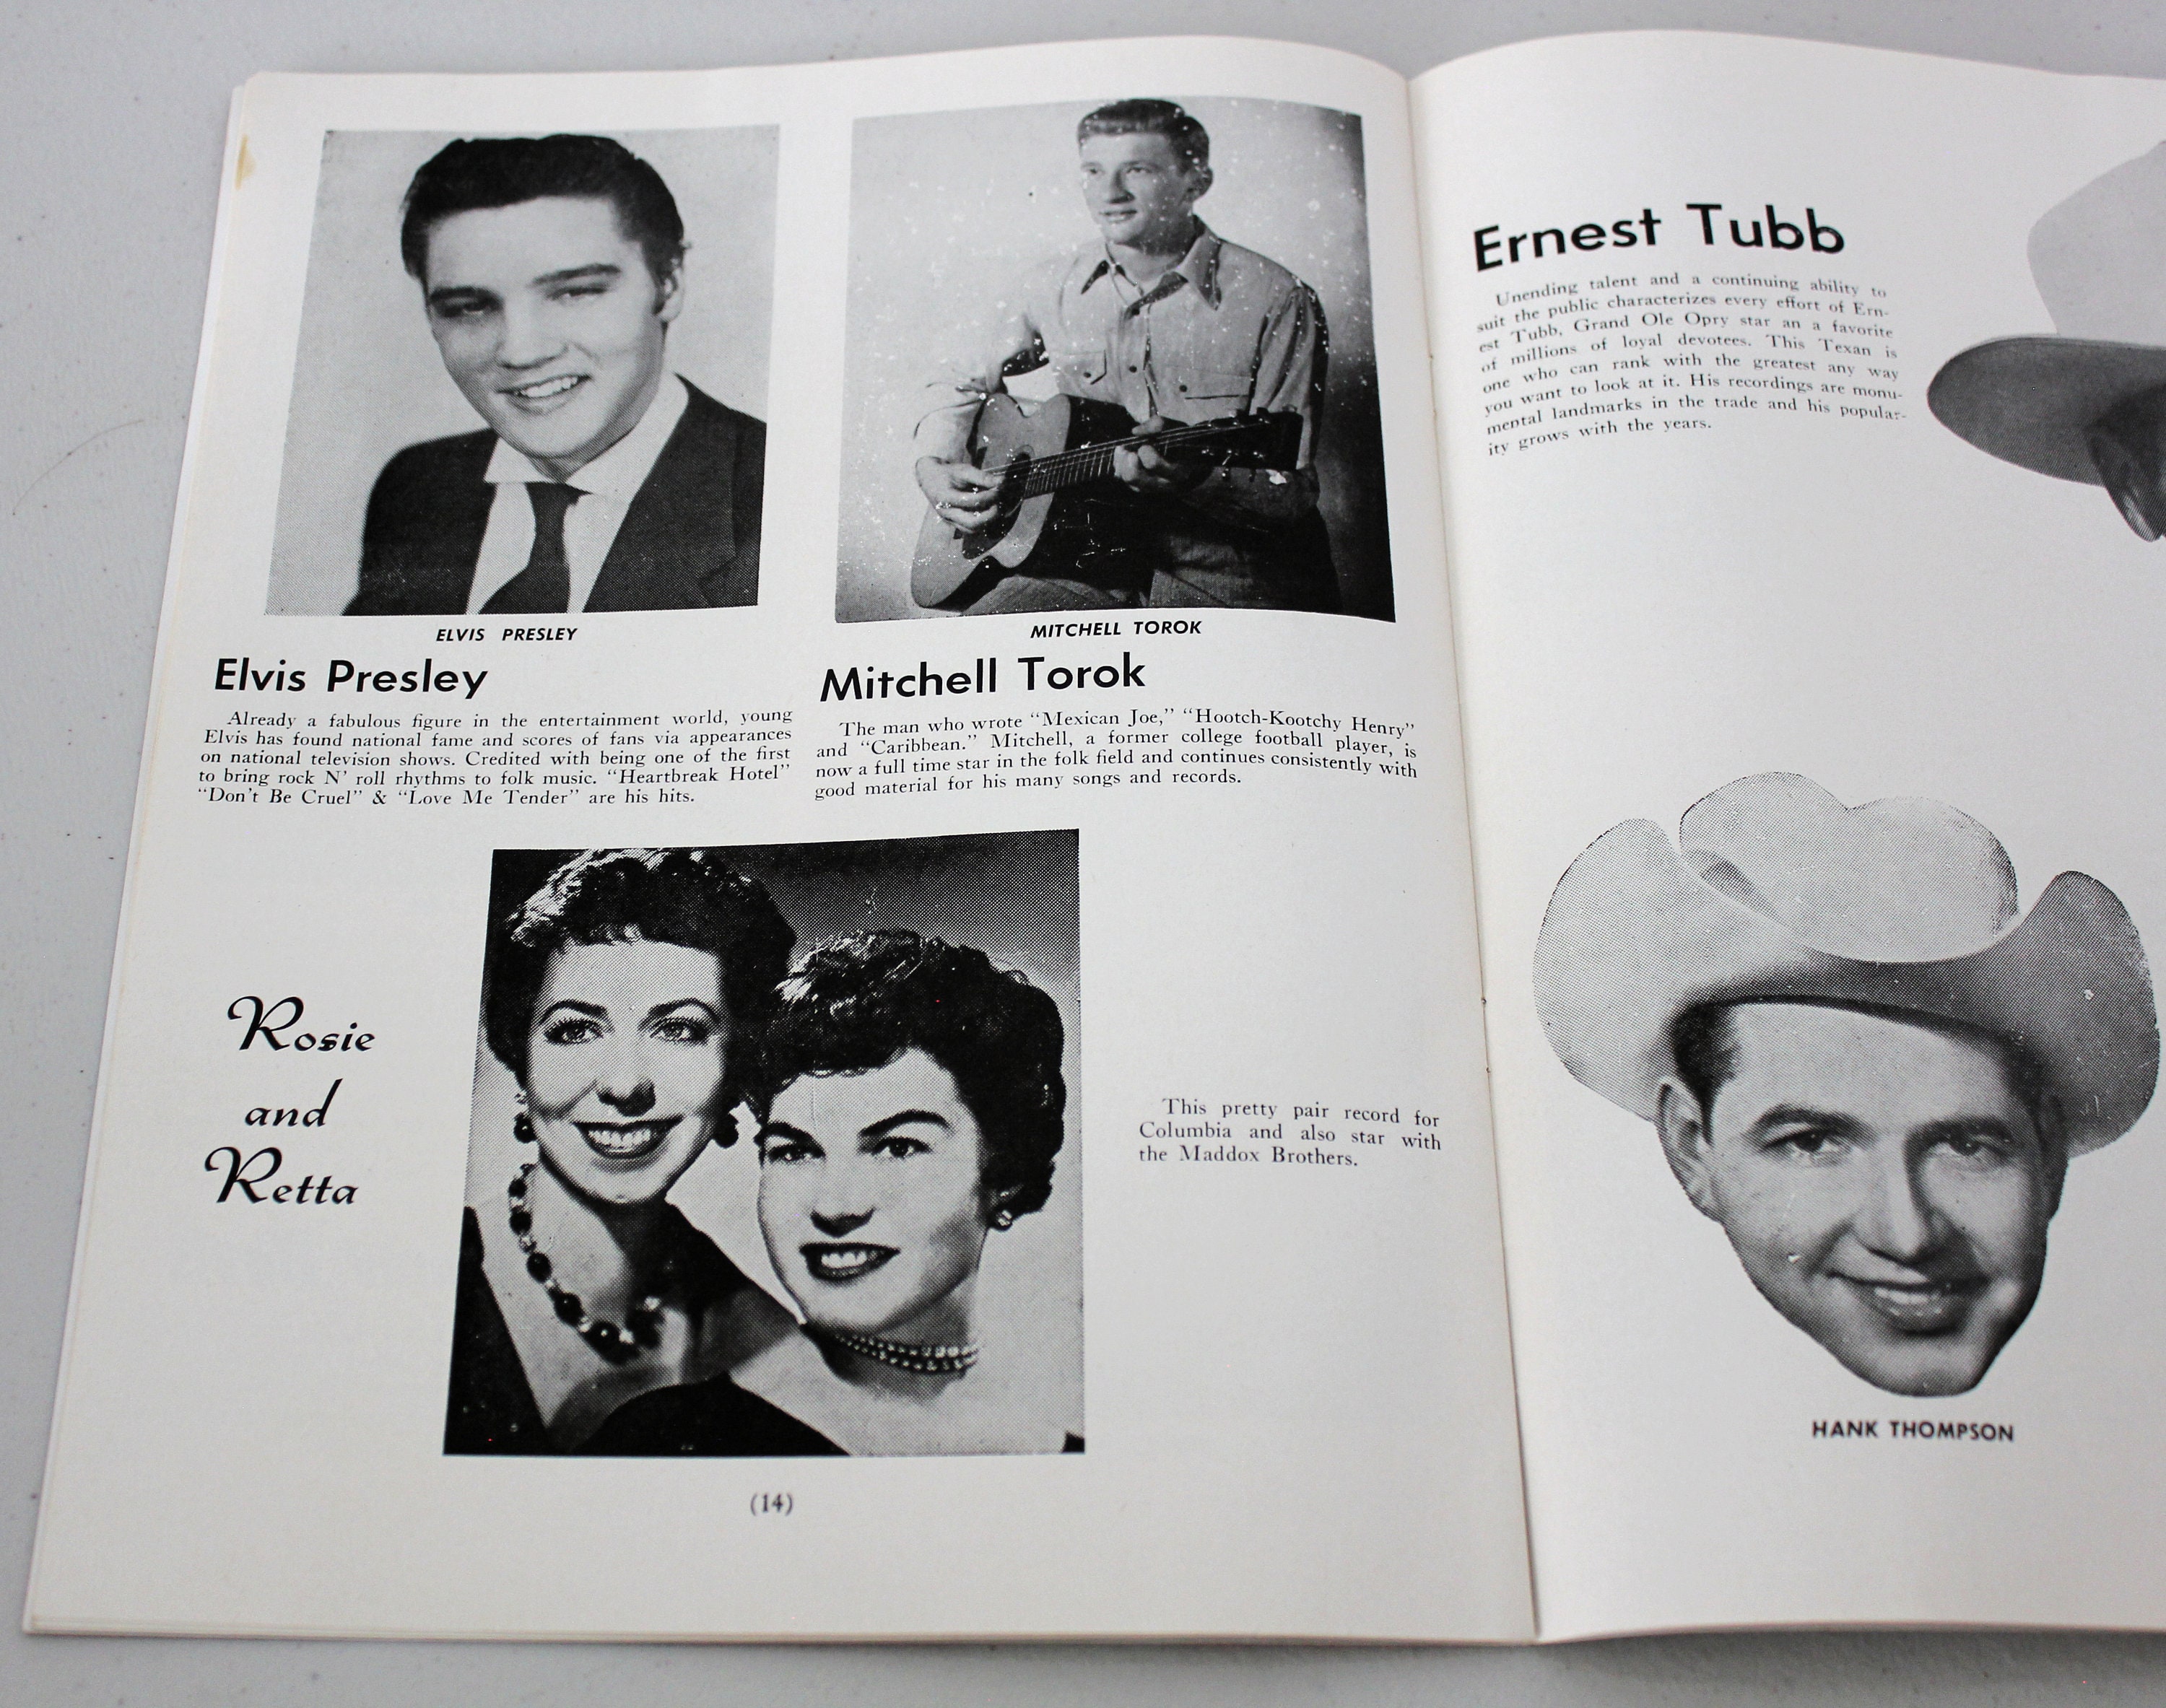 ELVIS PRESLEY
Elvis Presley
Already a fabulous figure in the entertainment world, young
Elvis has found national fame and scores of fans via appearances
on national television shows. Credited with being one of the first
to bring rock N' roll rhythms to folk music. "Heartbreak Hotel"
"Don't Be Cruel" & "Love Me Tender" are his hits.
MITCHELL TOROK
Mitchell Torok
The man who wrote "Mexican Joe," "Hootch-Kootchy Henry"
and "Caribbean." Mitchell, a former college football player, is
now a full time star in the folk field and continues consistently with
good material for his many songs and records.
Rosie
and
Retta
This pretty pair record for
Columbia and also star with
the Maddox Brothers.
(14)
Ernest Tubb
Unending talent and a continuing ability to
suit the public characterizes every effort of Ern-
est Tubb, Grand Ole Opry star an a favorite
of millions of loyal devotees. This Texan is
one who can rank with the greatest any way
you want to look at it. His recordings are monu-
mental landmarks in the trade and his popular-
ity grows with the years.
HANK THOMPSON